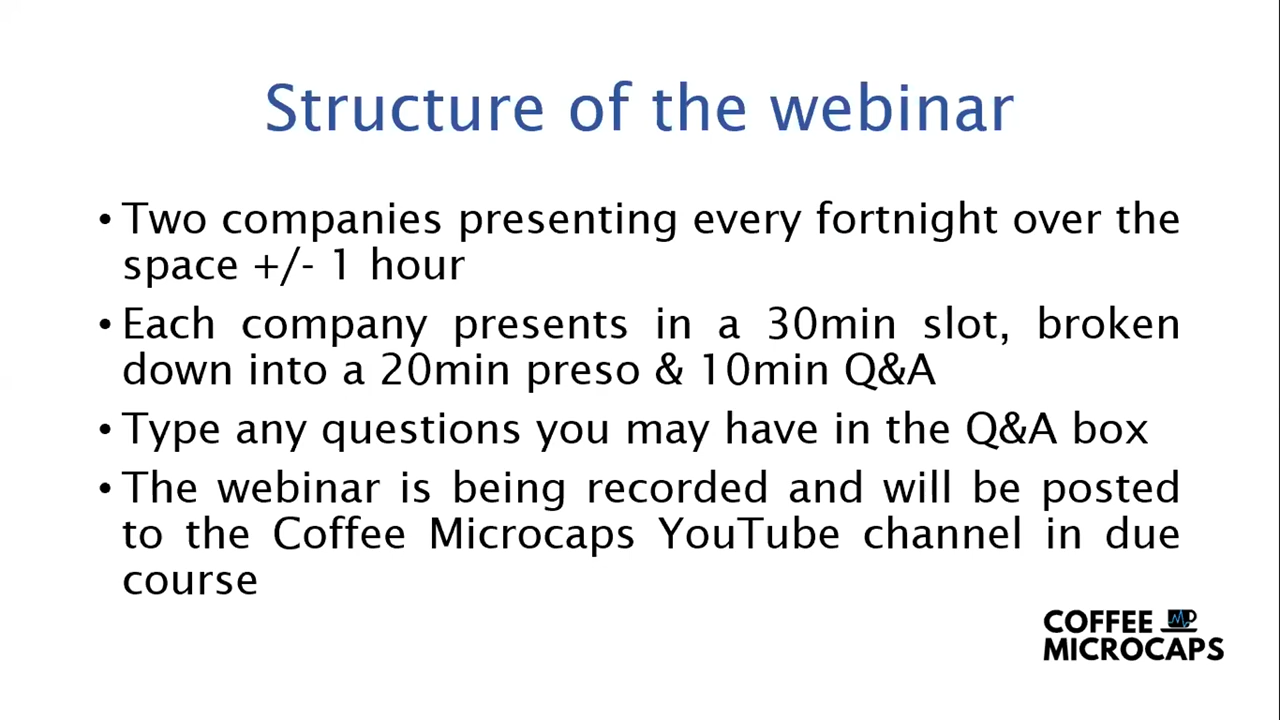 Structure of the webinar
• Two companies presenting every fortnight over the
space +/- 1 hour
• Each company presents in a 30min slot, broken
down into a 20min preso & 10min Q&A
• Type any questions you may have in the Q&A box
• The webinar is being recorded and will be posted
to the Coffee Microcaps YouTube channel in due
course
COFFEE
MICROCAPS